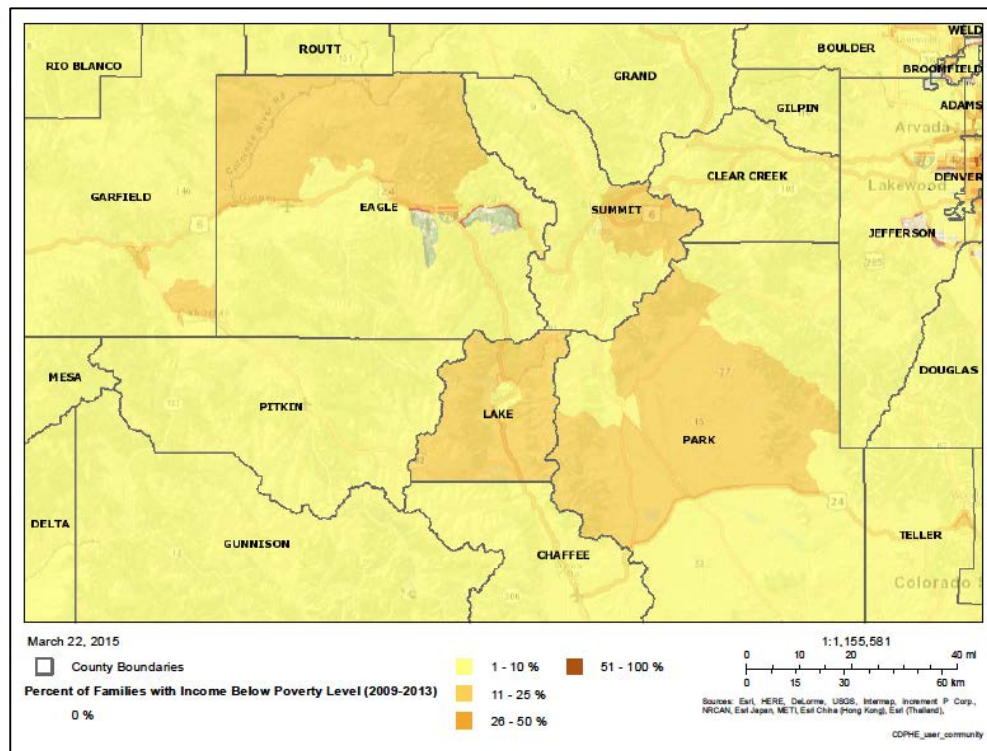 WELD
ROUTT
BOULDER
RIO BLANCO
GRAND
BROOMFIELD
GILPIN
ADAMS
Arvada
CLEAR CREEK
DENVER
GARFIELD
Lakewood
EAGLE
SUMMIT
6
6
JEFFERSON
285
DOUGLAS
MESA
PITKIN
LAKE
PARK
24
DELTA
GUNNISON
CHAFFEE
TELLER
Colorado S
March 22, 2015
County Boundaries
Percent of Families with Income Below Poverty Level (2009-2013)
0 %
1 - 10 %
11 - 25 %
26 - 50 %
51 - 100 %
1:1,155,581
0 10 20 40 mi
0 15 30 60 km
Sources: Esri, HERE, DeLorme, USGS, Intermap, increment P Corp.,
NRCAN, Esri Japan, METI, Esri China (Hong Kong), Esri (Thailand),
CDPHE_user_community